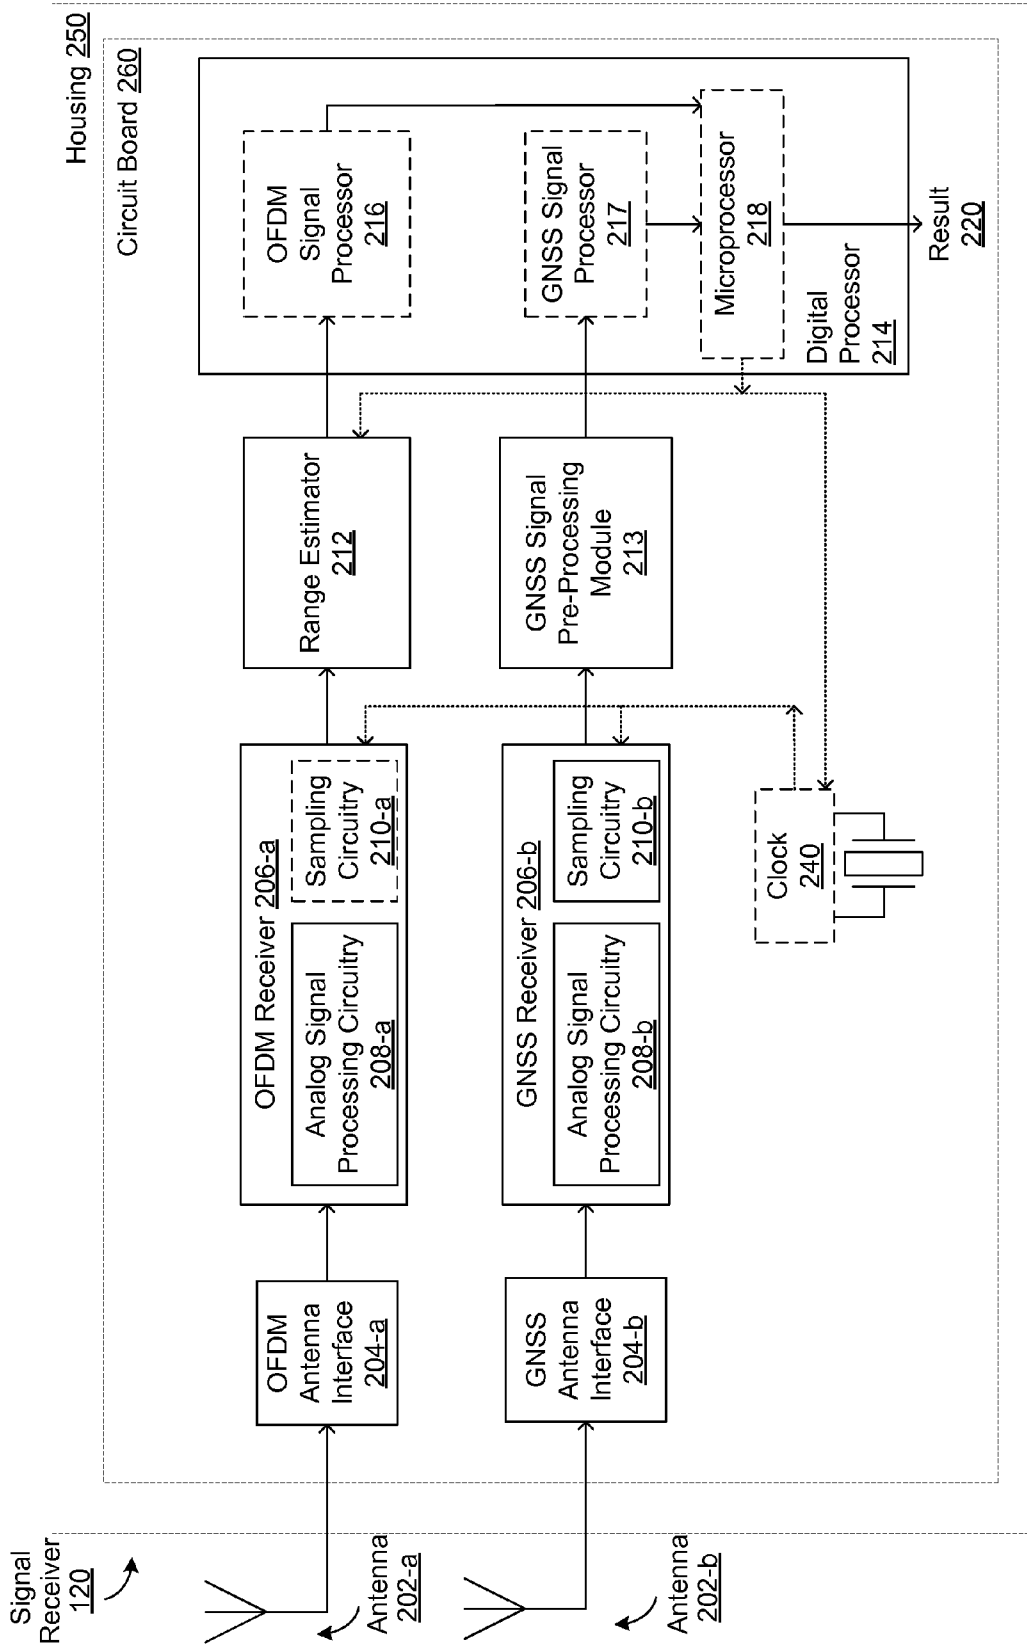 Signal
Receiver
120
Housing 250
Circuit Board 260
Antenna
202-a
OFDM
Antenna
Interface
204-a
OFDM Receiver 206-a
Analog Signal
Processing Circuitry
208-a
Sampling
Circuitry
210-a
Range Estimator
212
OFDM
Signal
Processor
216
Antenna
202-b
GNSS
Antenna
Interface
204-b
GNSS Receiver 206-b
Analog Signal
Processing Circuitry
208-b
Sampling
Circuitry
210-b
GNSS Signal
Pre-Processing
Module
213
GNSS Signal
Processor
217
Microprocessor
218
Digital
Processor
214
Clock
240
Result
220